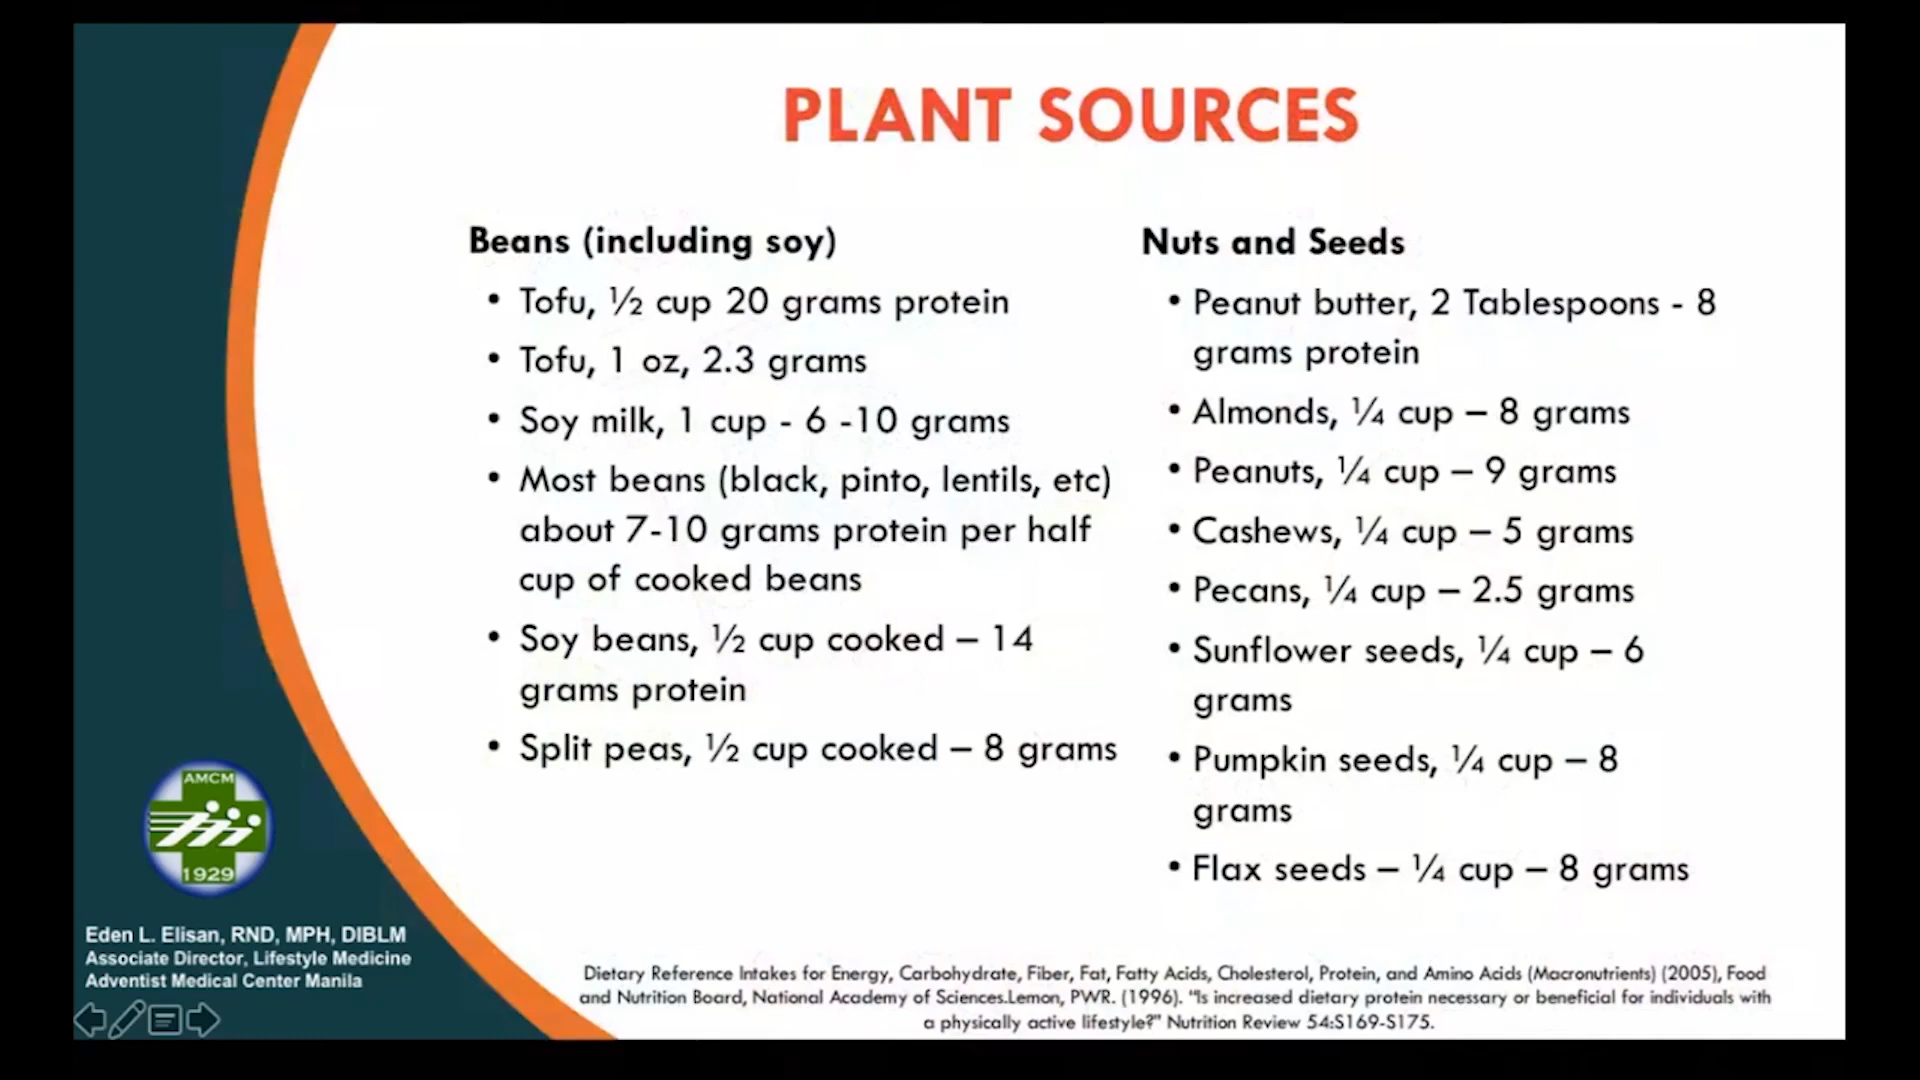 PLANT SOURCES
Beans (including soy)
• Tofu, ½ cup 20 grams protein
• Tofu, 1 oz, 2.3 grams
• Soy milk, 1 cup - 6 -10 grams
• Most beans (black, pinto, lentils, etc)
about 7-10 grams protein per half
cup of cooked beans
• Soy beans, ½ cup cooked – 14
grams protein
• Split peas, ½ cup cooked – 8 grams
Nuts and Seeds
• Peanut butter, 2 Tablespoons - 8
grams protein
• Almonds, ¼ cup – 8 grams
• Peanuts, ¼ cup – 9 grams
• Cashews, ¼ cup – 5 grams
• Pecans, ¼ cup – 2.5 grams
• Sunflower seeds, ¼ cup – 6
grams
• Pumpkin seeds, ¼ cup – 8
grams
• Flax seeds – ¼ cup – 8 grams
AMCM
1929
Eden L. Elisan, RND, MPH, DIBLM
Associate Director, Lifestyle Medicine
Adventist Medical Center Manila
Dietary Reference Intakes for Energy, Carbohydrate, Fiber, Fat, Fatty Acids, Cholesterol, Protein, and Amino Acids (Macronutrients) (2005), Food
and Nutrition Board, National Academy of Sciences.Lemon, PWR. (1996). "Is increased dietary protein necessary or beneficial for individuals with
a physically active lifestyle?" Nutrition Review 54:S169-S175.